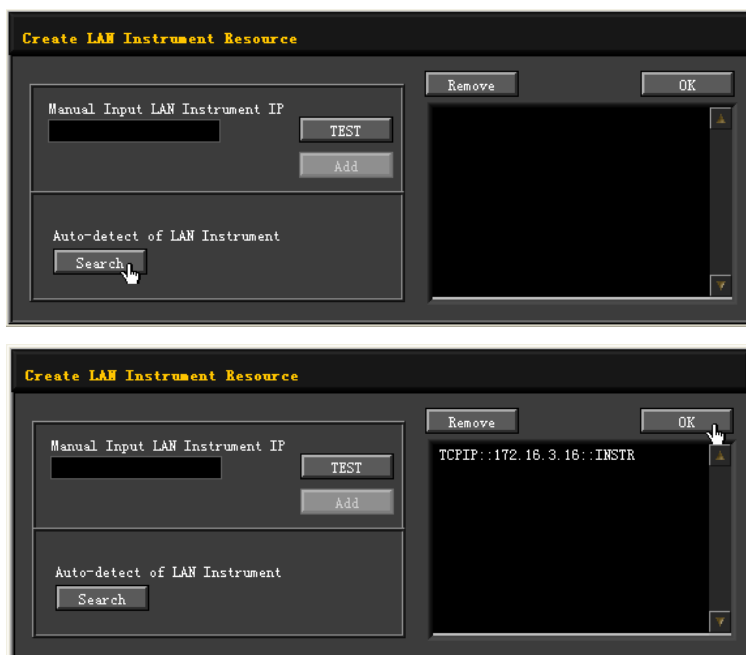 Create LAN Instrument Resource
Remove
OK
Manual Input LAN Instrument IP
TEST
Add
Auto-detect of LAN Instrument
Search
Create LAN Instrument Resource
Remove
OK
Manual Input LAN Instrument IP
TCPIP::172.16.3.16::INSTR
TEST
Add
Auto-detect of LAN Instrument
Search